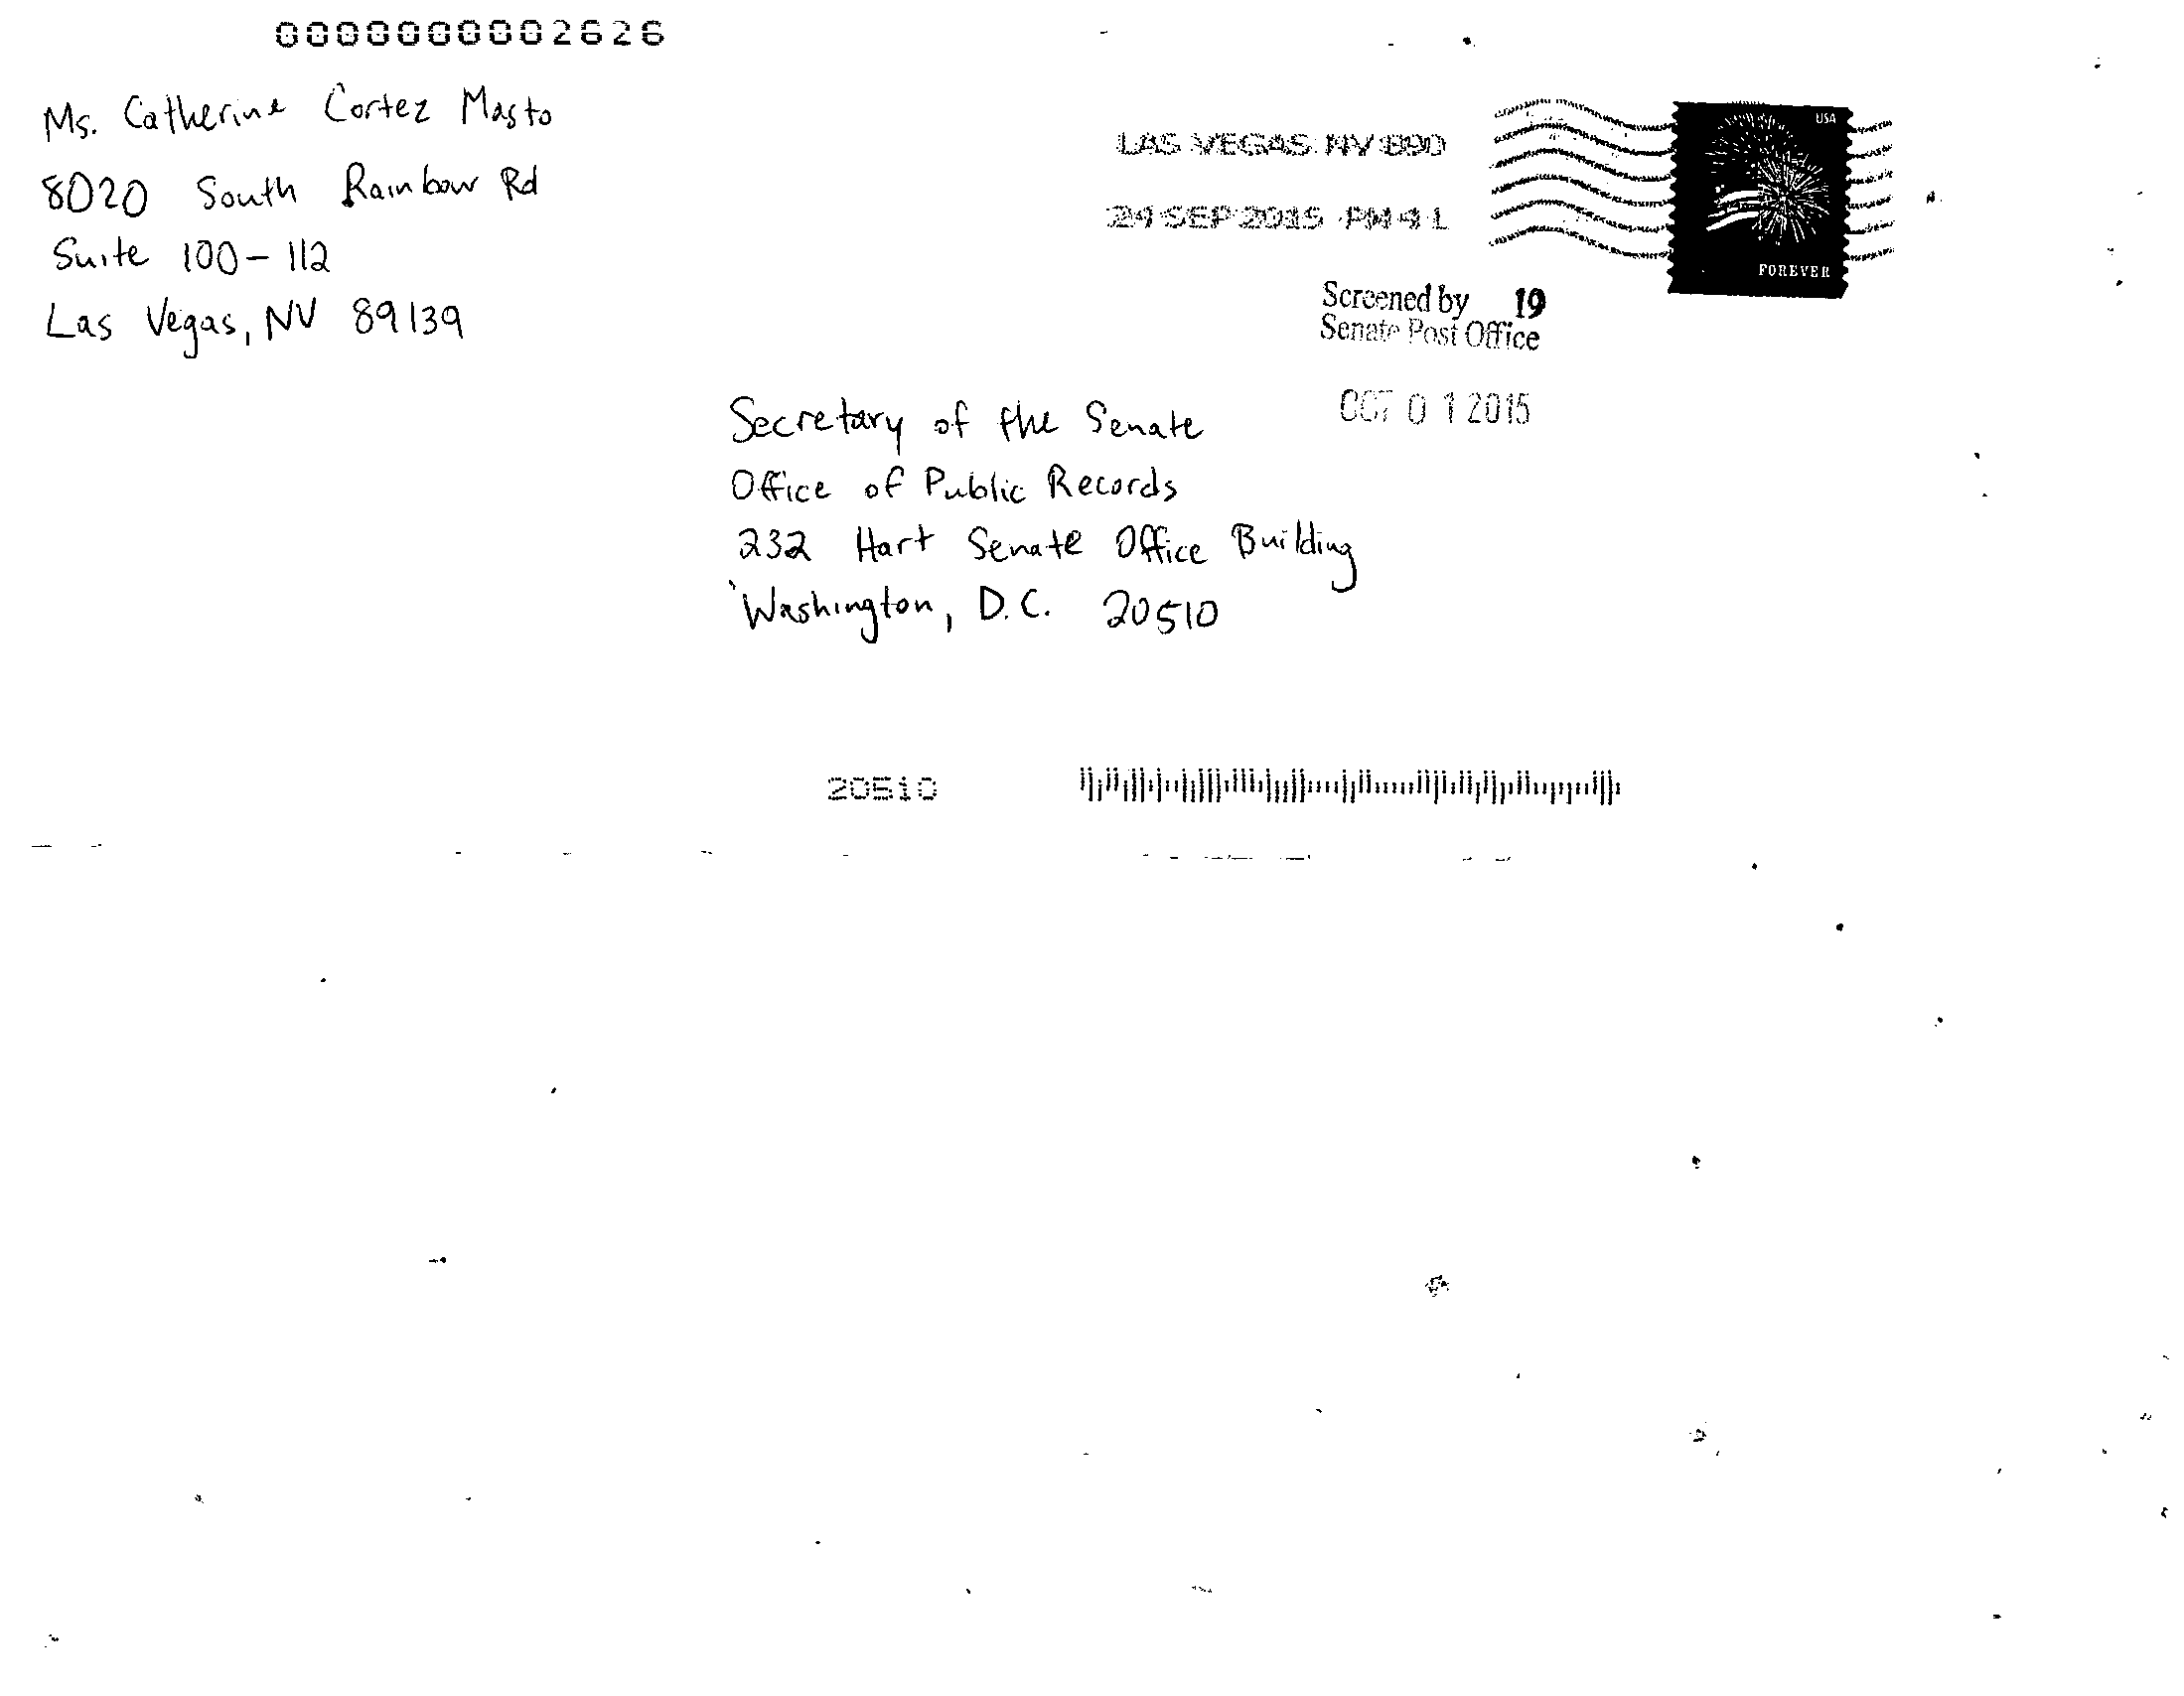 0000000002626
Ms. Catherine Cortez Masto
8020 South Rainbow Rd
Suite 100-112
Las Vegas, NV 89139
LAS VEGAS NV 890
24 SEP 2015 PM 4 L
USA
FOREVER
Screened by 19
Senate Post Office
OCT 0 1 2015
Secretary of the Senate
Office of Public Records
232 Hart Senate Office Building
Washington, D.C. 20510
20510